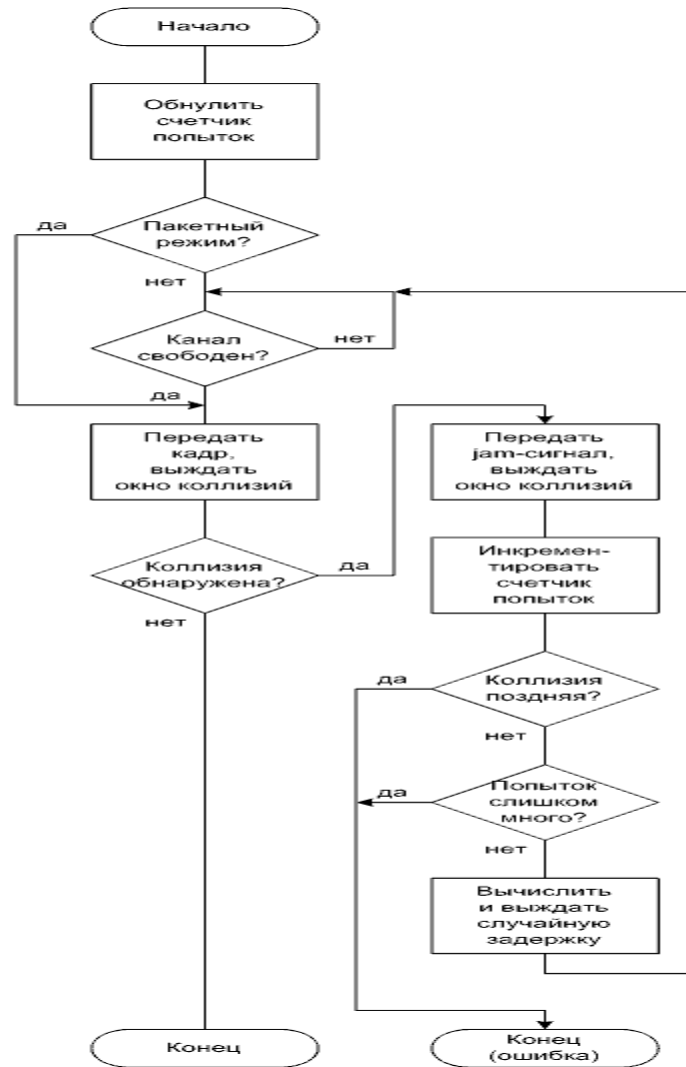 Начало
Обнулить
счетчик
попыток
да
Пакетный
режим?
нет
Канал
свободен?
нет
да
Передать
кадр,
выждать
окно коллизий
Коллизия
обнаружена?
да
нет
Конец
Передать
jam-сигнал,
выждать
окно коллизий
Инкремен-
тировать
счетчик
попыток
да
Коллизия
поздняя?
нет
да
Попыток
слишком
много?
нет
Вычислить
и выждать
случайную
задержку
Конец
(ошибка)